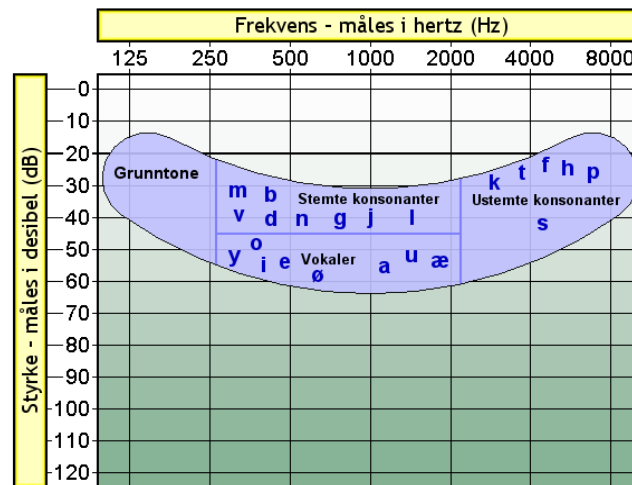 Frekvens - måles i hertz (Hz)
125 250 500 1000 2000 4000 8000
Styrke - måles i desibel (dB)
0
10
20
30
40
50
60
70
80
90
100
110
120
Grunntone
m b
Stemte konsonanter
v d n g j l
k t f h p
Ustemte konsonanter
s
y o i e
Vokaler
ø a u æ